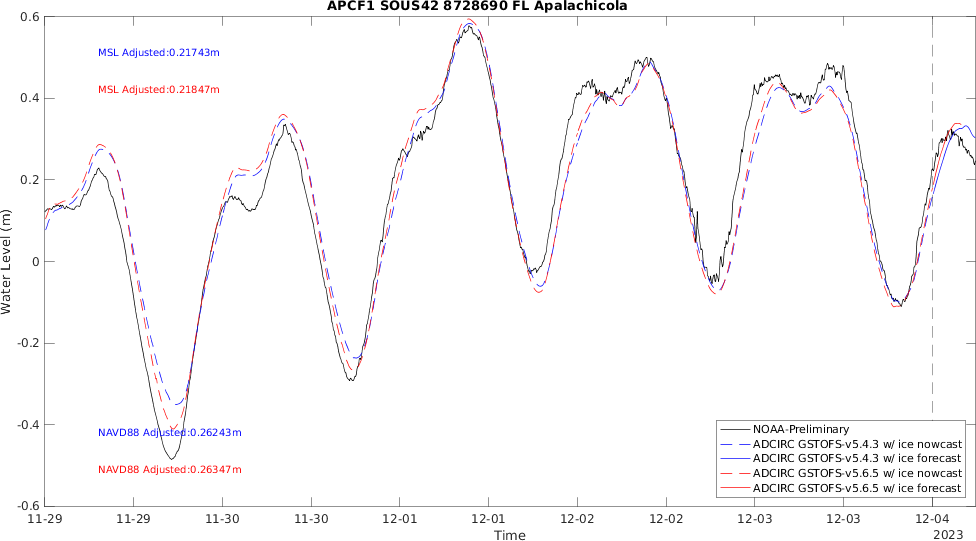 APCF1 SOUS42 8728690 FL Apalachicola
0.6
MSL Adjusted:0.21743m
MSL Adjusted:0.21847m
0.4
0.2
0
-0.2
-0.4
-0.6
Water Level (m)
NAVD88 Adjusted:0.26243m
NAVD88 Adjusted:0.26347m
NOAA-Preliminary
ADCIRC GSTOFS-v5.4.3 w/ ice nowcast
ADCIRC GSTOFS-v5.4.3 w/ ice forecast
ADCIRC GSTOFS-v5.6.5 w/ ice nowcast
ADCIRC GSTOFS-v5.6.5 w/ ice forecast
11-29 11-29 11-30 11-30 12-01 12-01 12-02 12-02 12-03 12-03 12-04
2023
Time